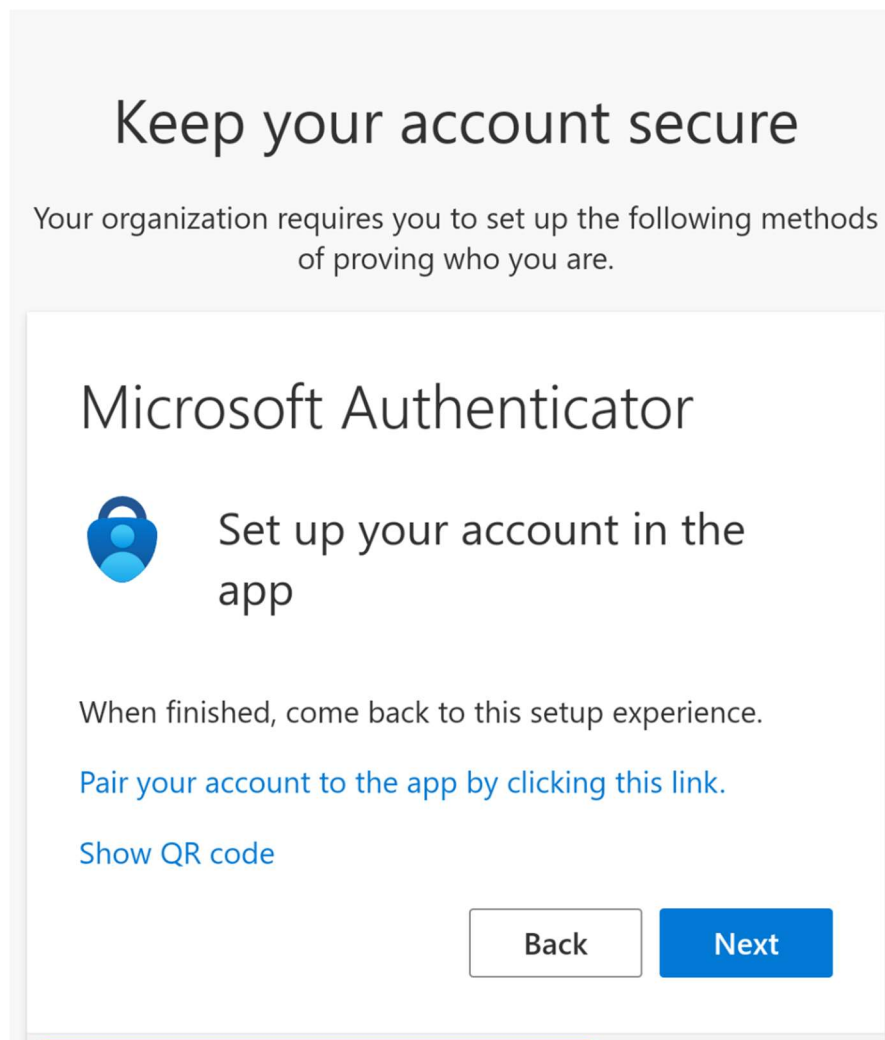 Keep your account secure
Your organization requires you to set up the following methods
of proving who you are.
Microsoft Authenticator
Set up your account in the
app
When finished, come back to this setup experience.
Pair your account to the app by clicking this link.
Show QR code
Back
Next